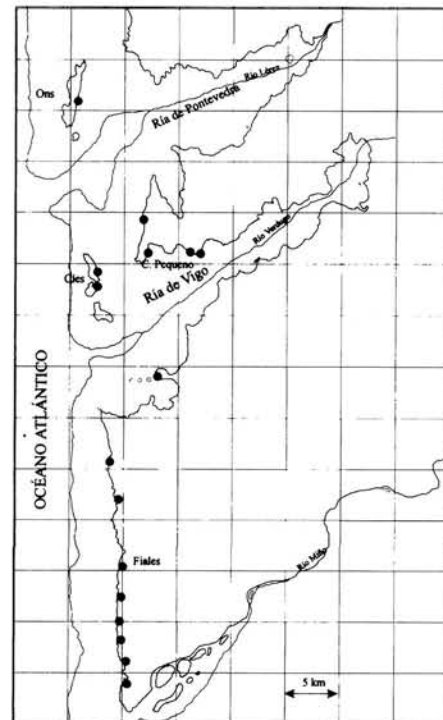 Ons
Río Lérez
Ría de Pontevedra
Río Verdugo
C. Pequeño
Cíes
Ría de Vigo
OCÉANO ATLÁNTICO
Fiales
Río Miño
5 km